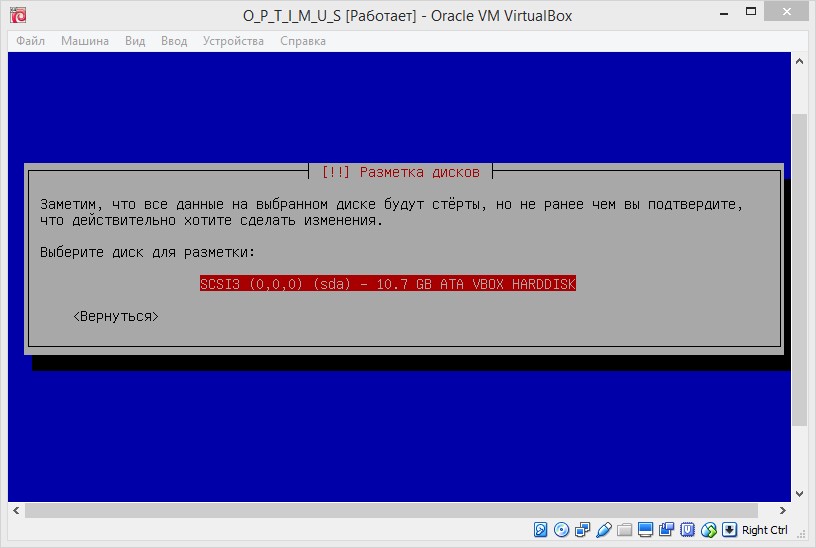 O_P_T_I_M_U_S [Работает] - Oracle VM VirtualBox
Файл Машина Вид Ввод Устройства Справка
[!!] Разметка дисков
Заметим, что все данные на выбранном диске будут стёрты, но не ранее чем вы подтвердите,
что действительно хотите сделать изменения.
Выберите диск для разметки:
SCSI3 (0,0,0) (sda) - 10.7 GB ATA VBOX HARDDISK
<Вернуться>
Right Ctrl